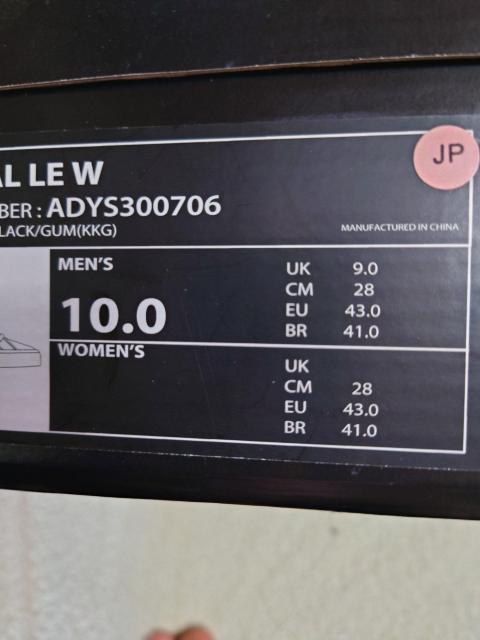 AL LE W
JP
BER : ADYS300706
LACK/GUM(KKG)
MANUFACTURED IN CHINA
MEN'S
10.0
UK 9.0
CM 28
EU 43.0
BR 41.0
WOMEN'S
UK
CM 28
EU 43.0
BR 41.0